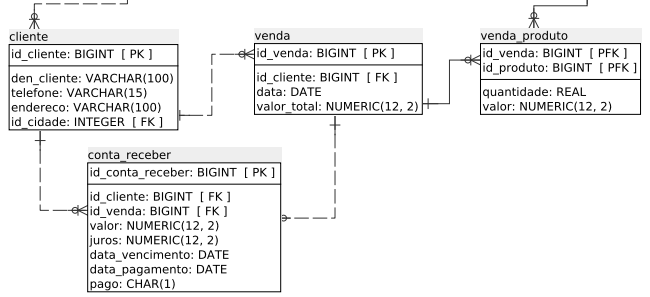 cliente
id_cliente: BIGINT [ PK ]
den_cliente: VARCHAR(100)
telefone: VARCHAR(15)
endereco: VARCHAR(100)
id_cidade: INTEGER [ FK ]
venda
id_venda: BIGINT [ PK ]
id_cliente: BIGINT [ FK ]
data: DATE
valor_total: NUMERIC(12, 2)
venda_produto
id_venda: BIGINT [ PFK ]
id_produto: BIGINT [ PFK ]
quantidade: REAL
valor: NUMERIC(12, 2)
conta_receber
id_conta_receber: BIGINT [ PK ]
id_cliente: BIGINT [ FK ]
id_venda: BIGINT [ FK ]
valor: NUMERIC(12, 2)
juros: NUMERIC(12, 2)
data_vencimento: DATE
data_pagamento: DATE
pago: CHAR(1)